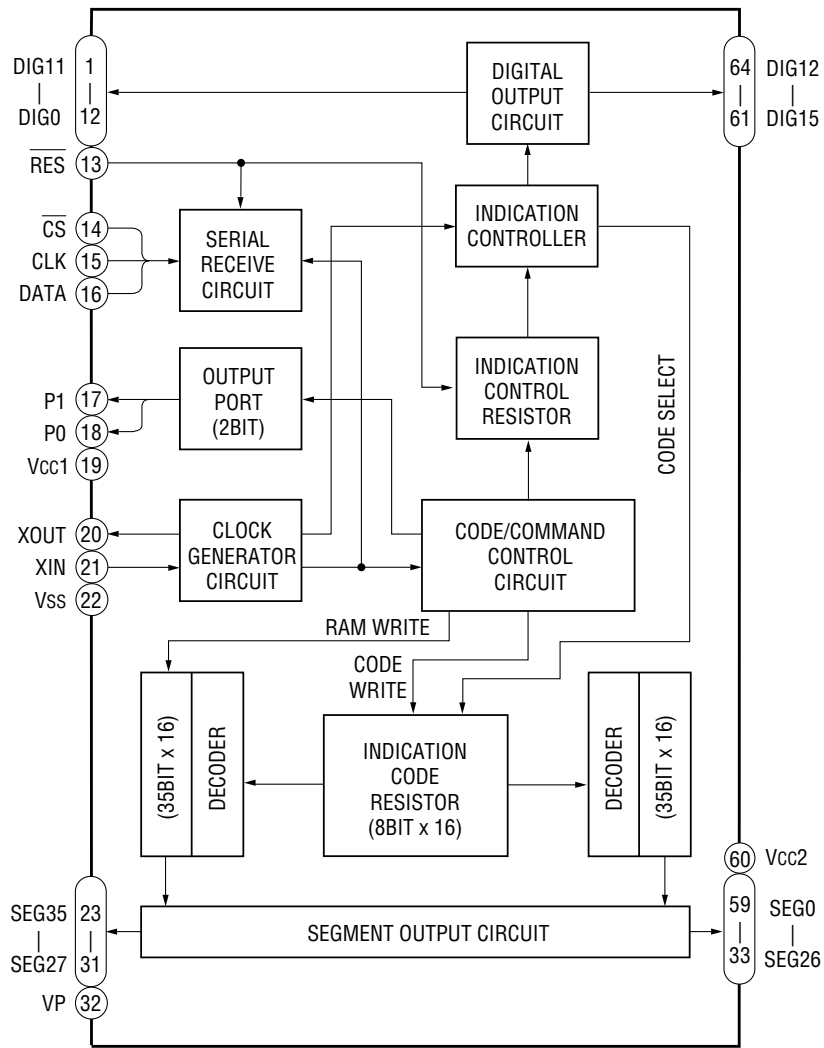 DIG11
|
DIG0
1
|
12
DIGITAL
OUTPUT
CIRCUIT
64
|
61
DIG12
|
DIG15
RES 13
CS 14
CLK 15
DATA 16
SERIAL
RECEIVE
CIRCUIT
INDICATION
CONTROLLER
P1 17
P0 18
VCC1 19
OUTPUT
PORT
(2BIT)
INDICATION
CONTROL
RESISTOR
CODE SELECT
XOUT 20
XIN 21
VSS 22
CLOCK
GENERATOR
CIRCUIT
CODE/COMMAND
CONTROL
CIRCUIT
RAM WRITE
CODE
WRITE
(35BIT x 16)
DECODER
INDICATION
CODE
RESISTOR
(8BIT x 16)
DECODER
(35BIT x 16)
60 VCC2
SEG35
|
SEG27
23
|
31
SEGMENT OUTPUT CIRCUIT
59
|
33
SEG0
|
SEG26
VP 32